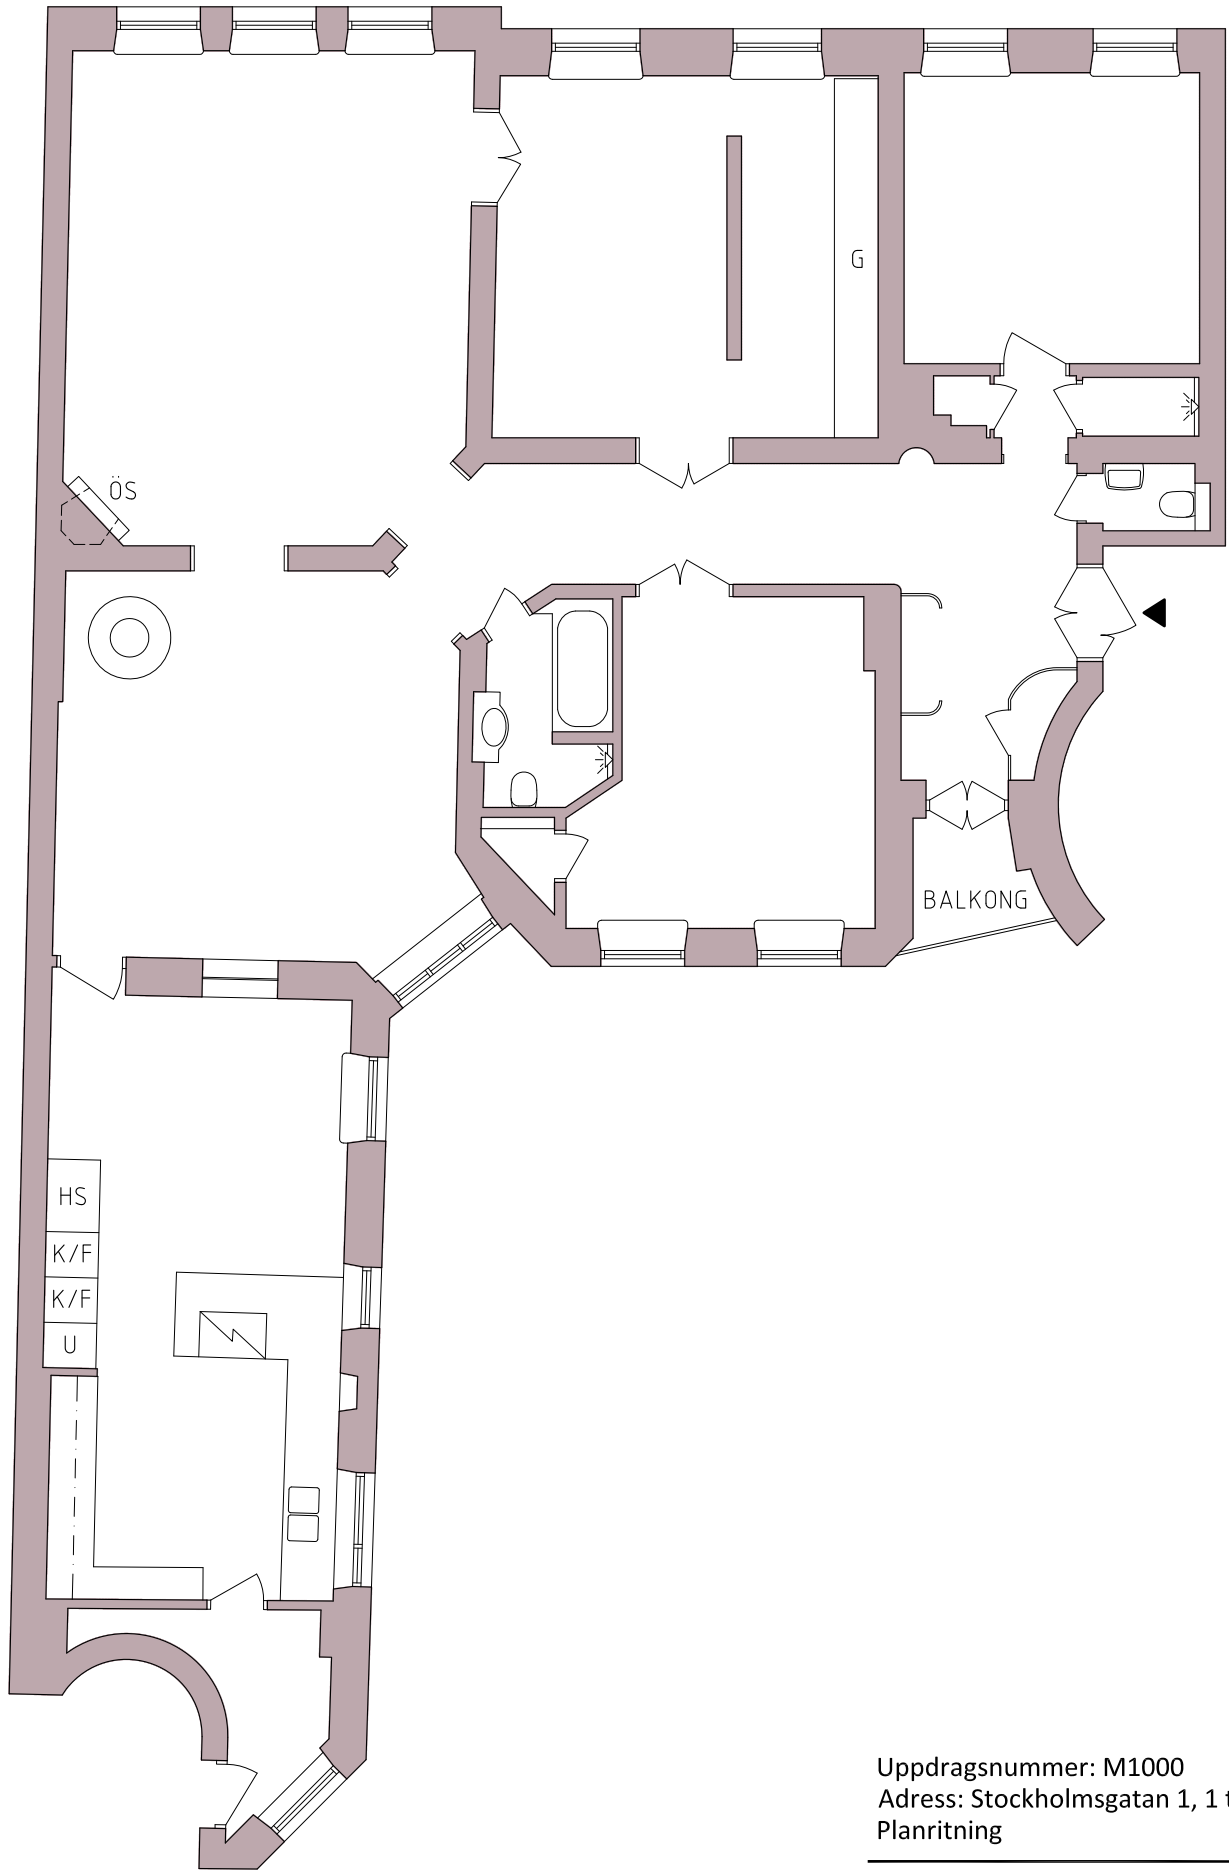 G
ÖS
BALKONG
HS
K/F
K/F
U
Uppdragsnummer: M1000
Adress: Stockholmsgatan 1, 1 t
Planritning